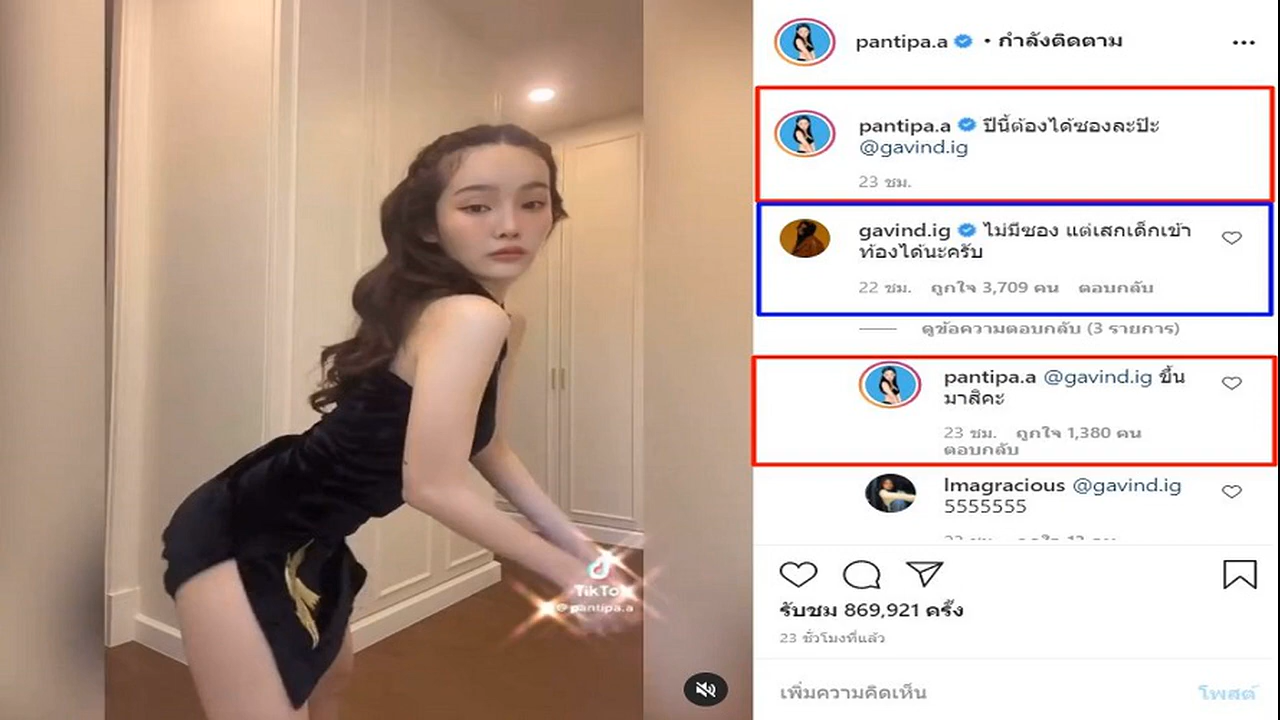 pantipa.a • กำลังติดตาม
pantipa.a ปีนี้ต้องได้ซองละป๊ะ
@gavind.ig
23 ชม.
gavind.ig ไม่มีซอง แต่เสกเด็กเข้า
ท้องได้นะครับ
22 ชม. ถูกใจ 3,709 คน ตอบกลับ
ดูข้อความตอบกลับ (3 รายการ)
pantipa.a @gavind.ig ขึ้น
มาสิคะ
23 ชม. ถูกใจ 1,380 คน
ตอบกลับ
lmagracious @gavind.ig
5555555
รับชม 869,921 ครั้ง
23 ชั่วโมงที่แล้ว
เพิ่มความคิดเห็น โพสต์
TikTok
@pantipa.a